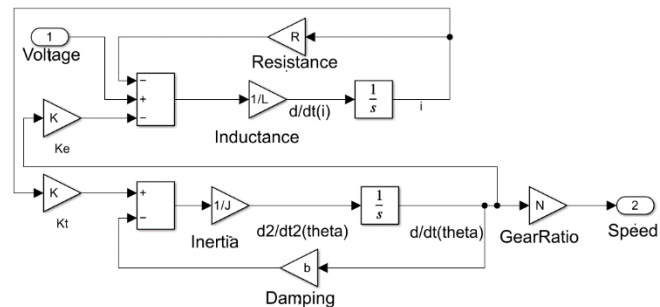 1
Voltage
R
Resistance
−
+
−
1/L
Inductance
d/dt(i)
1
s
i
K
Ke
K
Kt
+
−
1/J
Inertia
d2/dt2(theta)
1
s
d/dt(theta)
N
GearRatio
2
Speed
b
Damping